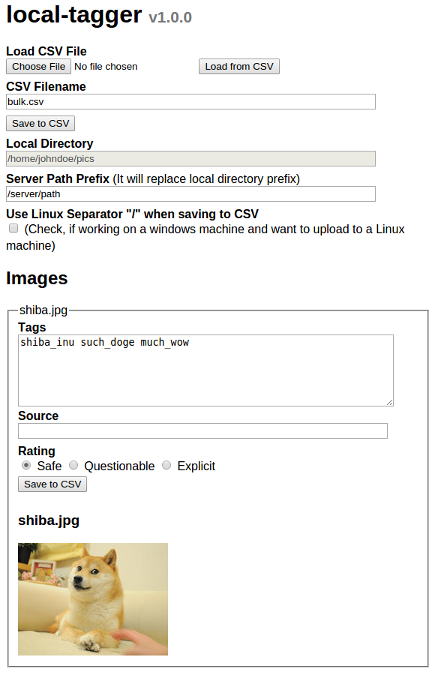 local-tagger v1.0.0
Load CSV File
Choose File No file chosen Load from CSV
CSV Filename
bulk.csv
Save to CSV
Local Directory
/home/johndoe/pics
Server Path Prefix (It will replace local directory prefix)
/server/path
Use Linux Separator "/" when saving to CSV
(Check, if working on a windows machine and want to upload to a Linux
machine)
Images
shiba.jpg
Tags
shiba_inu such_doge much_wow
Source
Rating
Safe Questionable Explicit
Save to CSV
shiba.jpg